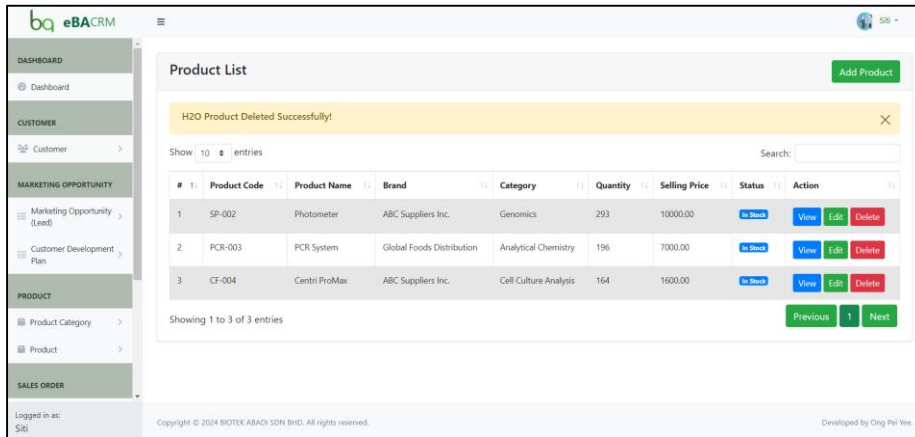 bq eBACRM
Siti
DASHBOARD
Dashboard
CUSTOMER
Customer
MARKETING OPPORTUNITY
Marketing Opportunity
(Lead)
Customer Development
Plan
PRODUCT
Product Category
Product
SALES ORDER
Logged in as:
Siti
Product List
Add Product
H2O Product Deleted Successfully!
Show 10 entries
Search:
# Product Code Product Name Brand Category Quantity Selling Price Status Action
1 SP-002 Photometer ABC Suppliers Inc. Genomics 293 10000.00 In Stock View Edit Delete
2 PCR-003 PCR System Global Foods Distribution Analytical Chemistry 196 7000.00 In Stock View Edit Delete
3 CF-004 Centri ProMax ABC Suppliers Inc. Cell Culture Analysis 164 1600.00 In Stock View Edit Delete
Showing 1 to 3 of 3 entries
Previous 1 Next
Copyright © 2024 BIOTEK ABADI SDN BHD. All rights reserved.
Developed by Ong Pei Yee.